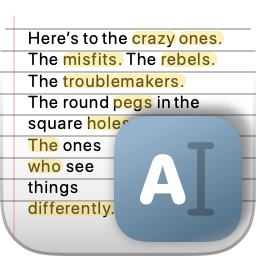 Here's to the crazy ones.
The misfits. The rebels.
The troublemakers.
The round pegs in the
square holes
The ones
who see
things
differently.
A